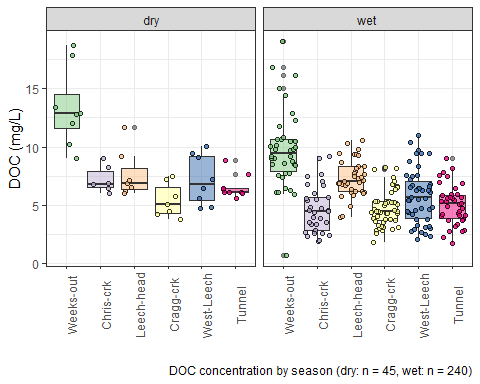 dry
wet
DOC (mg/L)
15
10
5
0
Weeks-out
Chris-crk
Leech-head
Cragg-crk
West-Leech
Tunnel
Weeks-out
Chris-crk
Leech-head
Cragg-crk
West-Leech
Tunnel
DOC concentration by season (dry: n = 45, wet: n = 240)